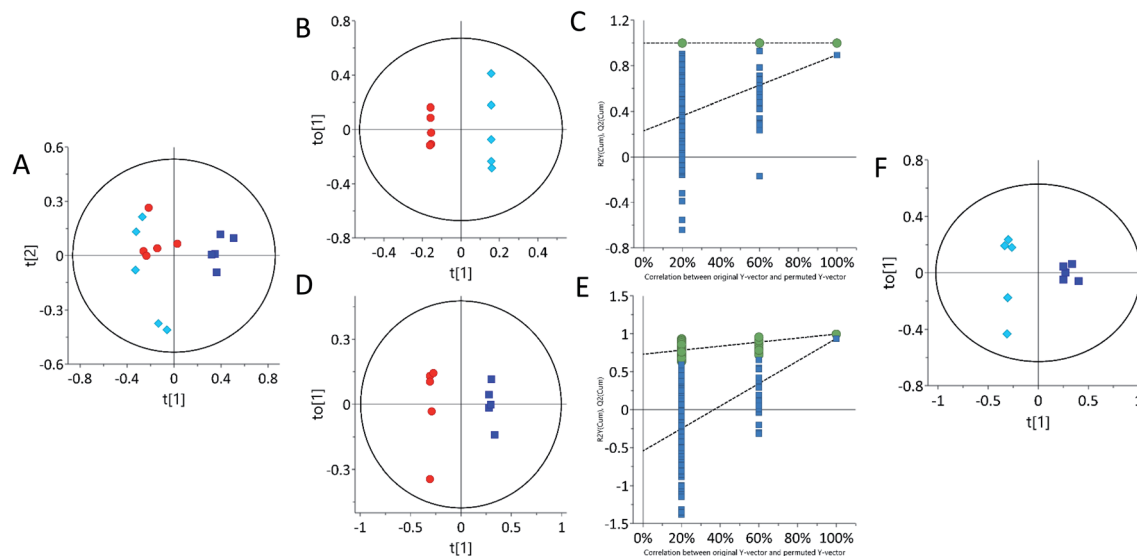 A
0.6
0.3
0
-0.3
-0.6
t[2]
-0.8
-0.4
0
0.4
0.8
t[1]
B
0.8
0.4
0
-0.4
-0.8
to[1]
-0.4
-0.2
0
0.2
0.4
t[1]
C
1.2
0.8
0.4
0
-0.4
-0.8
R2Y(Cum), Q2(Cum)
0% 20% 40% 60% 80% 100%
Correlation between original Y-vector and permuted Y-vector
D
0.3
0
-0.3
to[1]
-1
-0.5
0
0.5
1
t[1]
E
1.5
1
0.5
0
-0.5
-1
-1.5
R2Y(Cum), Q2(Cum)
0% 20% 40% 60% 80% 100%
Correlation between original Y-vector and permuted Y-vector
F
0.8
0.4
0
-0.4
-0.8
to[1]
-1
-0.5
0
0.5
1
t[1]